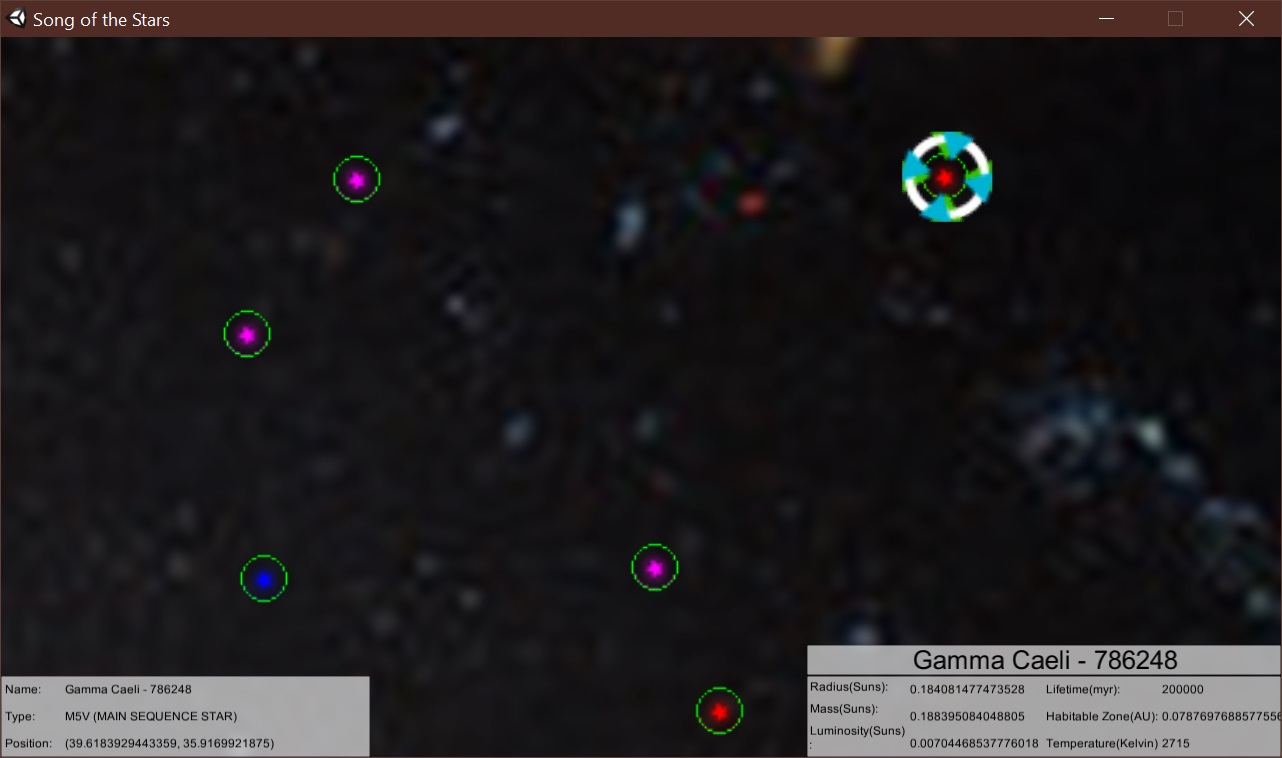 Song of the Stars
Name: Gamma Caeli - 786248
Type: M5V (MAIN SEQUENCE STAR)
Position: (39.6183929443359, 35.9169921875)
Gamma Caeli - 786248
Radius(Suns): 0.184081477473528 Lifetime(myr): 200000
Mass(Suns): 0.188395084048805 Habitable Zone(AU): 0.0787697688577556
Luminosity(Suns) : 0.00704468537776018 Temperature(Kelvin) 2715